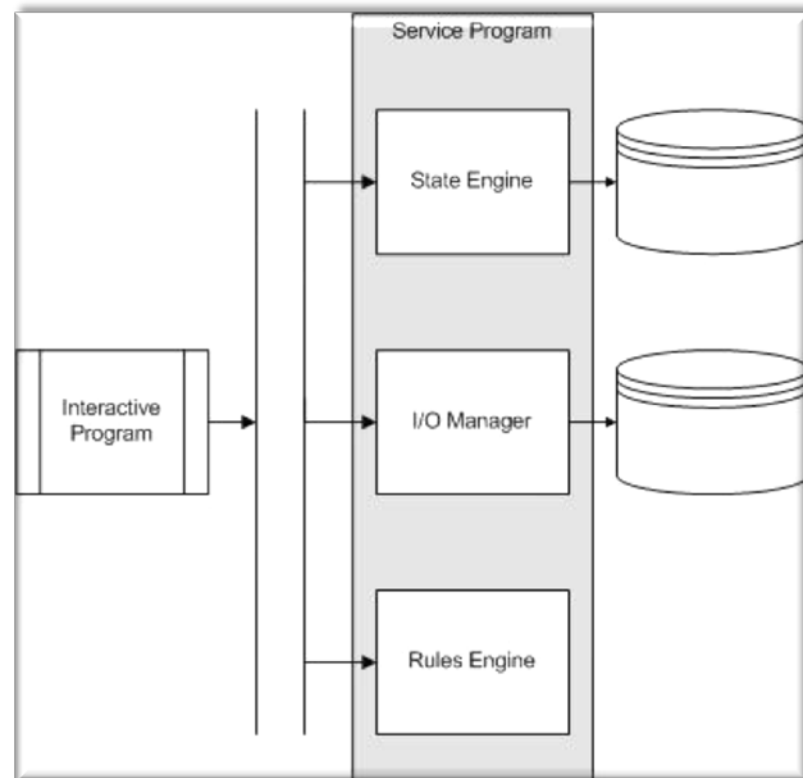 Service Program
State Engine
Interactive
Program
I/O Manager
Rules Engine